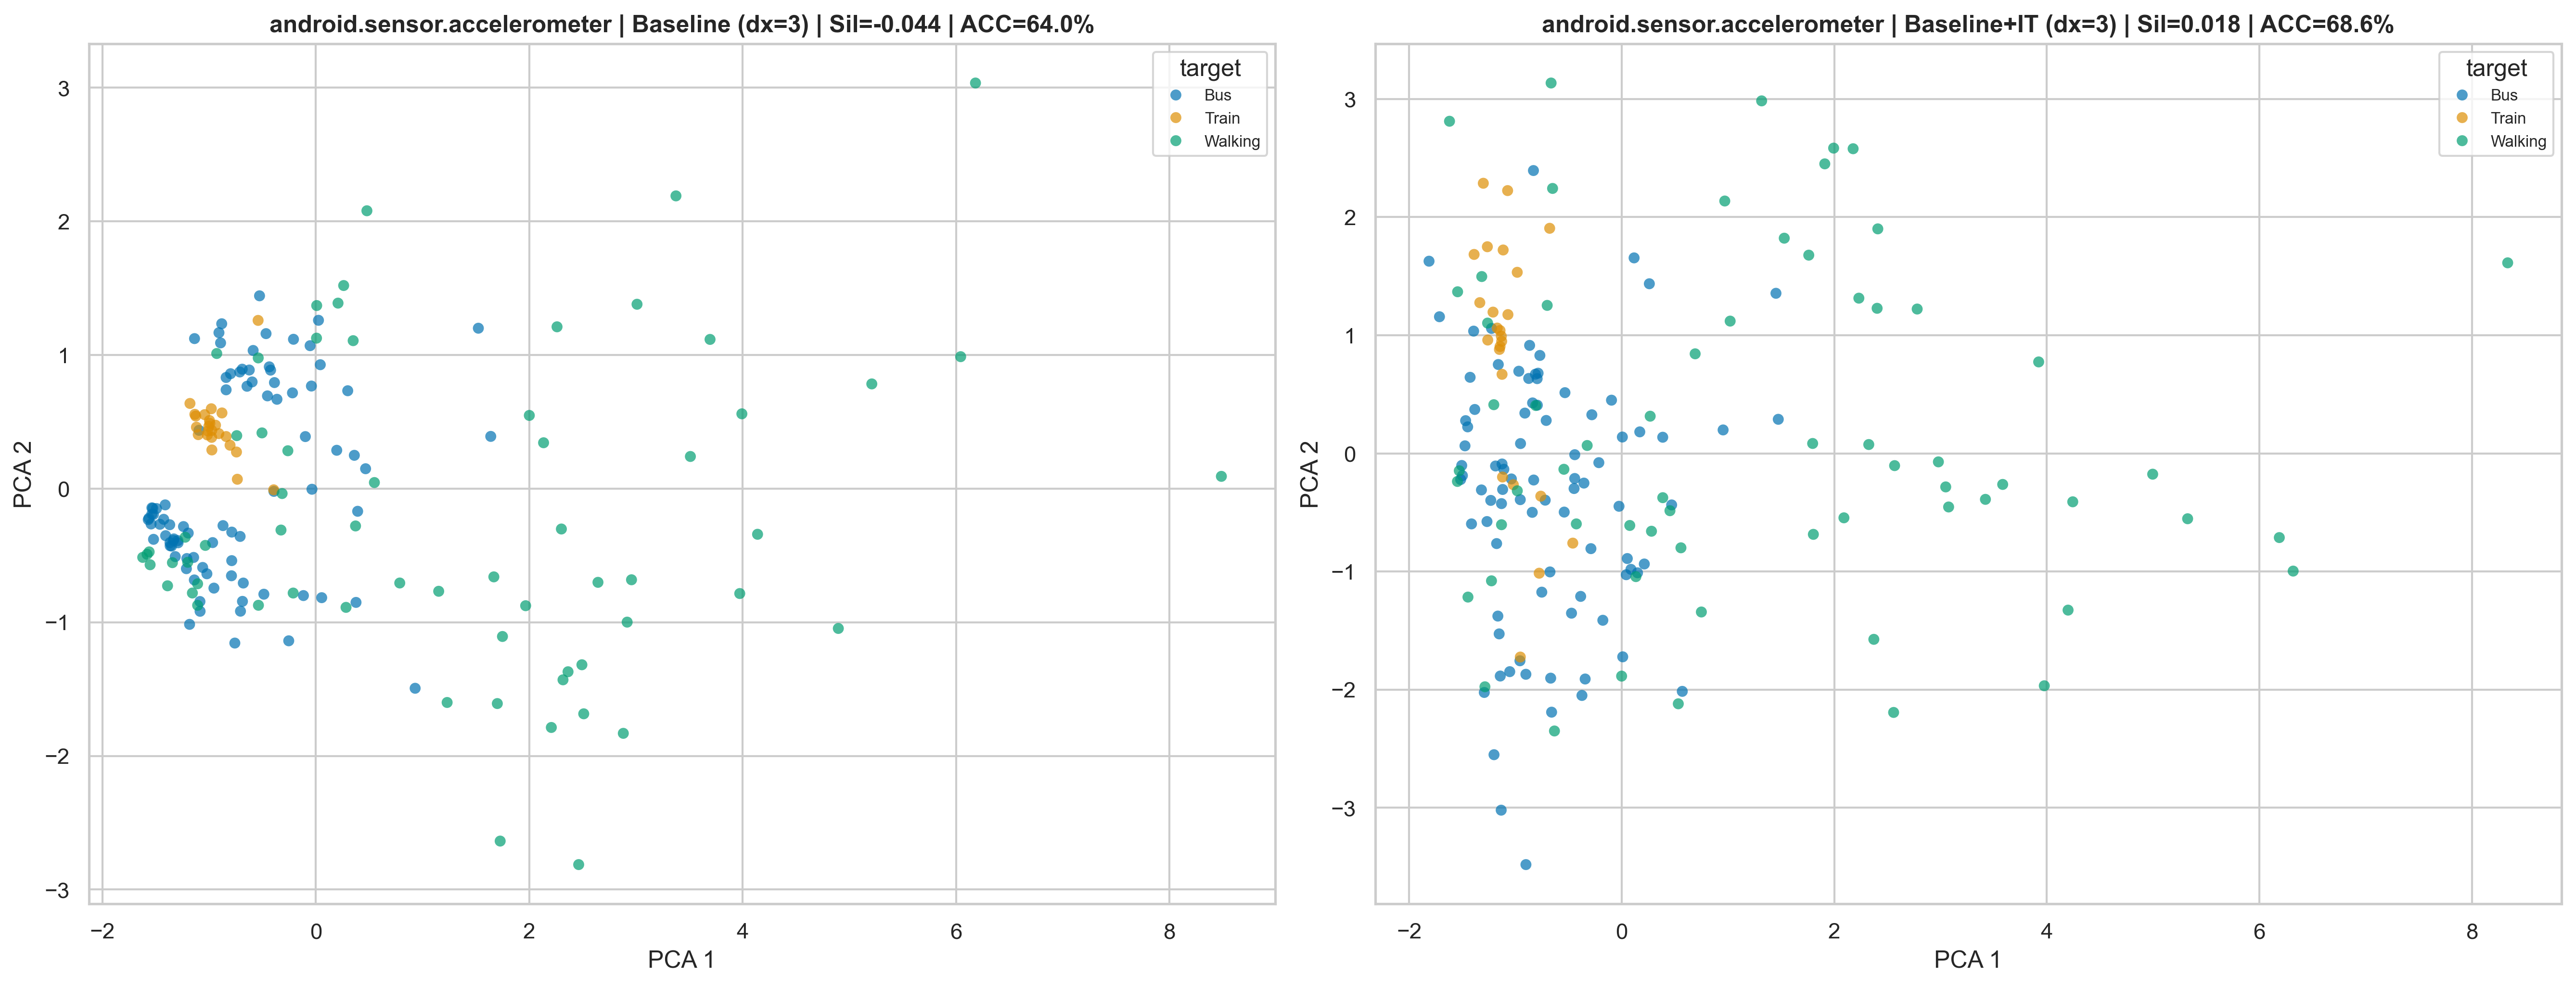 android.sensor.accelerometer | Baseline (dx=3) | Sil=-0.044 | ACC=64.0%
target
Bus
Train
Walking
3
2
1
0
−1
−2
−3
PCA 2
−2
0
2
4
6
8
PCA 1
android.sensor.accelerometer | Baseline+IT (dx=3) | Sil=0.018 | ACC=68.6%
target
Bus
Train
Walking
3
2
1
0
−1
−2
−3
PCA 2
−2
0
2
4
6
8
PCA 1